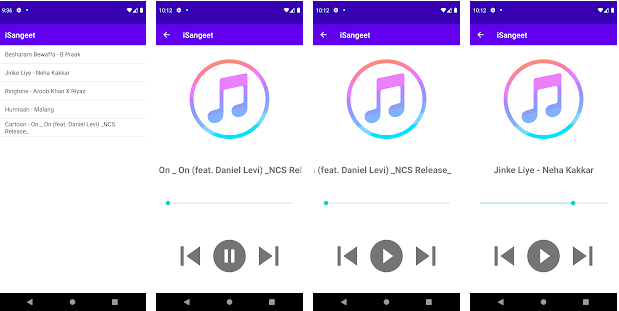 9:36
iSangeet
Besharam Bewaffa - B Praak
Jinke Liye - Neha Kakkar
Ringtone - Aroob Khan X Riyaz
Humraah - Malang
Cartoon - On _ On (feat. Daniel Levi) _NCS
Release_
10:12
iSangeet
On _ On (feat. Daniel Levi) _NCS Rel
10:12
iSangeet
(feat. Daniel Levi) _NCS Release_
10:12
iSangeet
Jinke Liye - Neha Kakkar